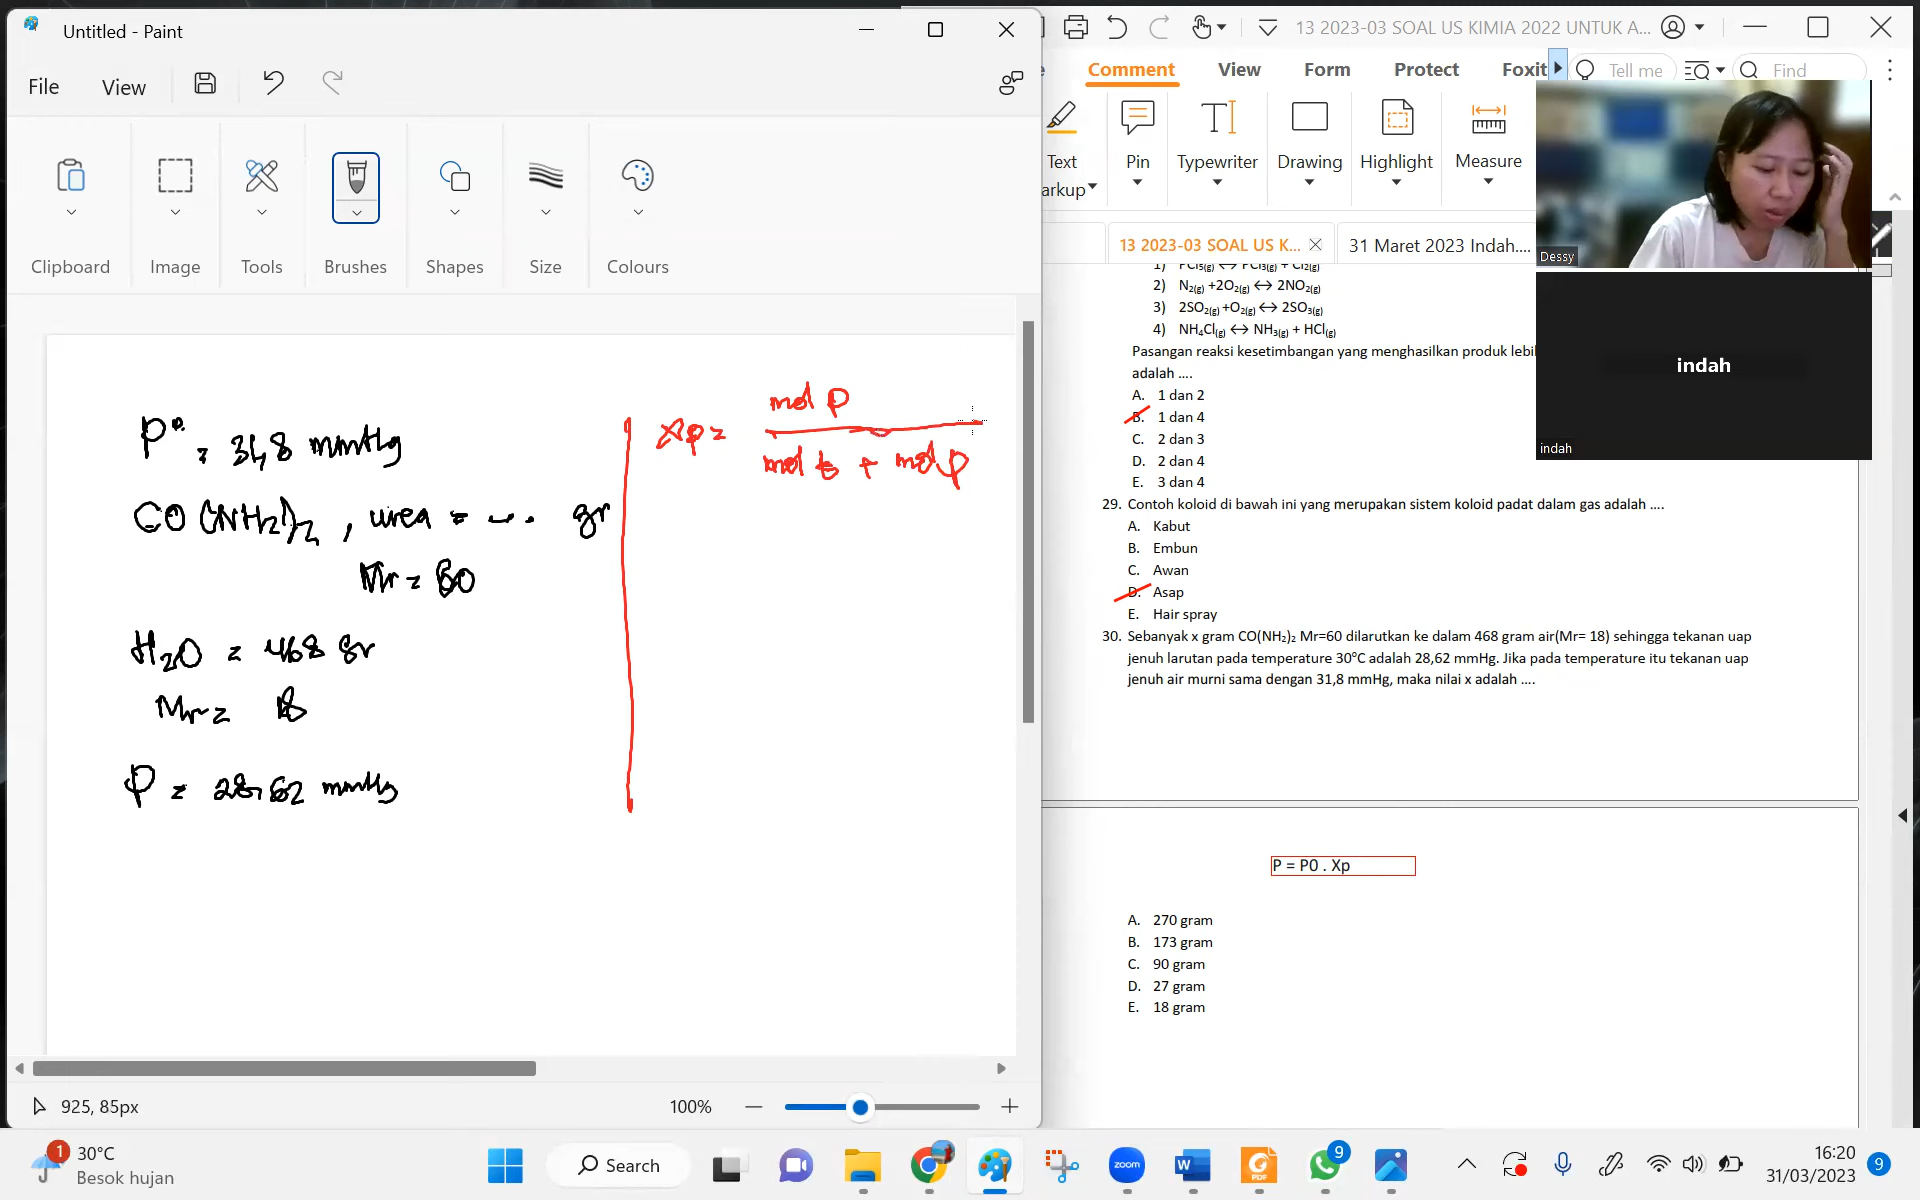 Untitled - Paint
File
View
Clipboard
Image
Tools
Brushes
Shapes
Size
Colours
P° = 31,8 mmHg
CO(NH2)2 , urea = .... gr
Mr = 60
H2O = 468 gr
Mr = 18
P = 28,62 mmHg
Xp =
mol p
mol t + mol p
925, 85px
100%
13 2023-03 SOAL US KIMIA 2022 UNTUK A...
Comment
View
Form
Protect
Foxit
Tell me
Find
Text
arkup
Pin
Typewriter
Drawing
Highlight
Measure
13 2023-03 SOAL US K...
31 Maret 2023 Indah....
Dessy
indah
indah
1) PCl₅(g) ↔ PCl₃(g) + Cl₂(g)
2) N₂(g) +2O₂(g) ↔ 2NO₂(g)
3) 2SO₂(g) +O₂(g) ↔ 2SO₃(g)
4) NH₄Cl(g) ↔ NH₃(g) + HCl(g)
Pasangan reaksi kesetimbangan yang menghasilkan produk lebi
adalah ....
A. 1 dan 2
B. 1 dan 4
C. 2 dan 3
D. 2 dan 4
E. 3 dan 4
29. Contoh koloid di bawah ini yang merupakan sistem koloid padat dalam gas adalah ....
A. Kabut
B. Embun
C. Awan
D. Asap
E. Hair spray
30. Sebanyak x gram CO(NH₂)₂ Mr=60 dilarutkan ke dalam 468 gram air(Mr= 18) sehingga tekanan uap
jenuh larutan pada temperature 30°C adalah 28,62 mmHg. Jika pada temperature itu tekanan uap
jenuh air murni sama dengan 31,8 mmHg, maka nilai x adalah ....
P = P0 . Xp
A. 270 gram
B. 173 gram
C. 90 gram
D. 27 gram
E. 18 gram
1
30°C
Besok hujan
Search
zoom
W
PDF
9
16:20
31/03/2023
9